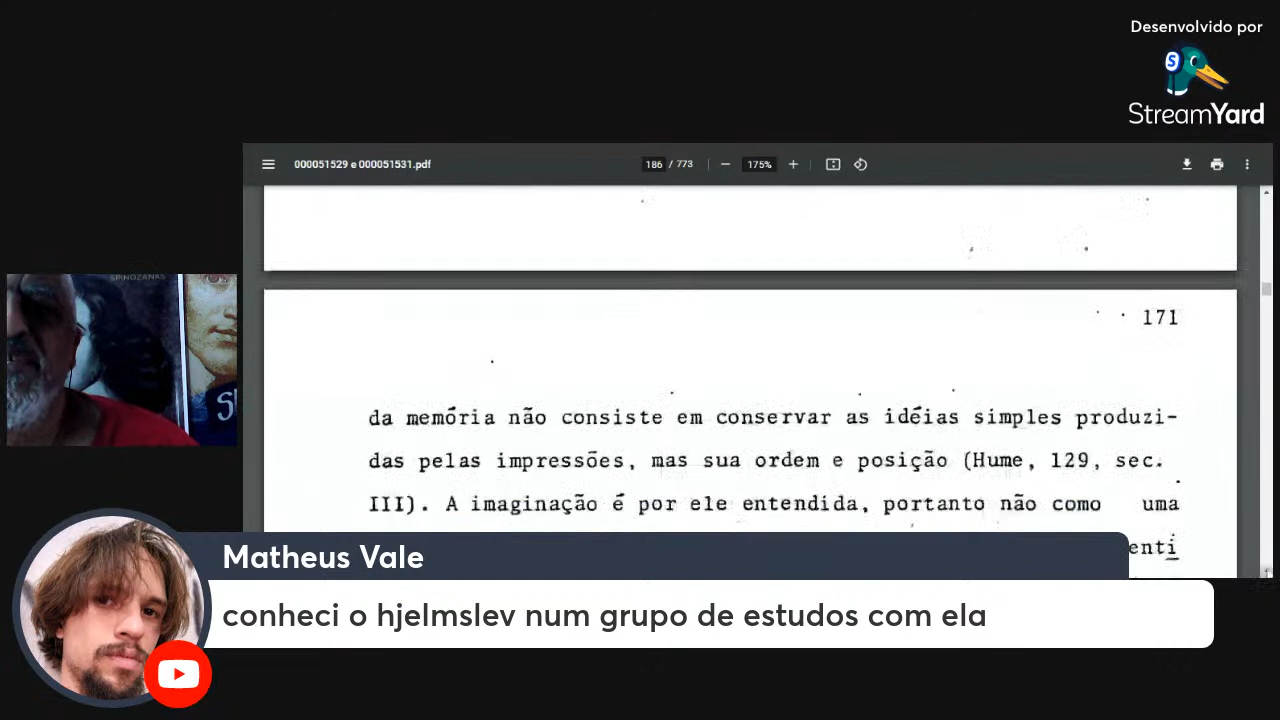 Desenvolvido por
StreamYard
000051529 e 000051531.pdf
186 / 773
175%
SPINOZANAS
171
da memória não consiste em conservar as idéias simples produzi-
das pelas impressões, mas sua ordem e posição (Hume, 129, sec.
III). A imaginação é por ele entendida, portanto não como uma
enti
Matheus Vale
conheci o hjelmslev num grupo de estudos com ela